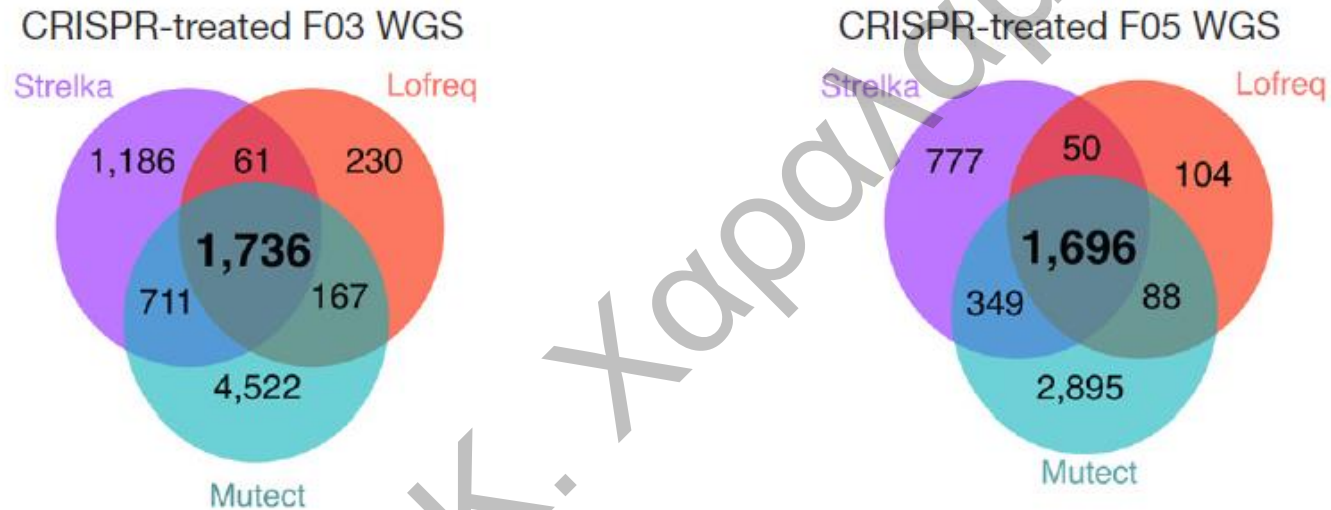 CRISPR-treated F03 WGS
Strelka
Lofreq
1,186
61
230
1,736
711
167
4,522
Mutect
CRISPR-treated F05 WGS
Strelka
Lofreq
777
50
104
1,696
349
88
2,895
Mutect
Κ. Χαραλαμ